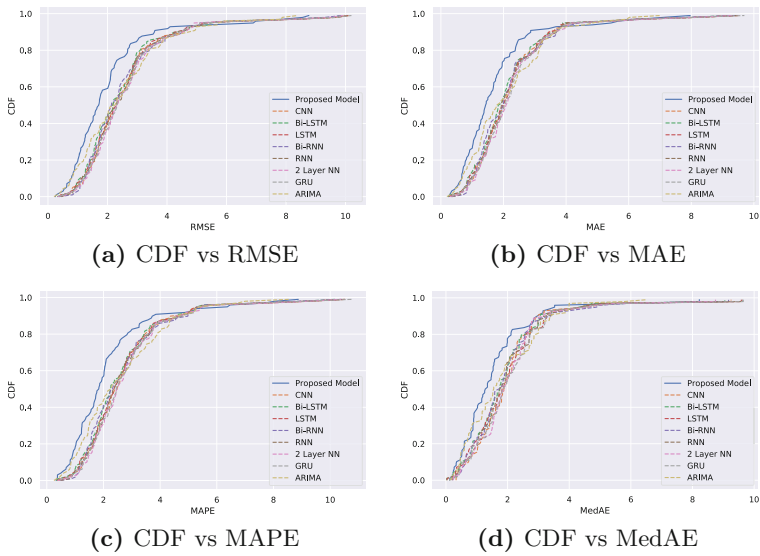 1.0
0.8
0.6
0.4
0.2
0.0
CDF
0 2 4 6 8 10
RMSE
Proposed Model
CNN
Bi-LSTM
LSTM
Bi-RNN
RNN
2 Layer NN
GRU
ARIMA
(a) CDF vs RMSE
1.0
0.8
0.6
0.4
0.2
0.0
CDF
0 2 4 6 8 10
MAE
Proposed Model
CNN
Bi-LSTM
LSTM
Bi-RNN
RNN
2 Layer NN
GRU
ARIMA
(b) CDF vs MAE
1.0
0.8
0.6
0.4
0.2
0.0
CDF
0 2 4 6 8 10
MAPE
Proposed Model
CNN
Bi-LSTM
LSTM
Bi-RNN
RNN
2 Layer NN
GRU
ARIMA
(c) CDF vs MAPE
1.0
0.8
0.6
0.4
0.2
0.0
CDF
0 2 4 6 8 10
MedAE
Proposed Model
CNN
Bi-LSTM
LSTM
Bi-RNN
RNN
2 Layer NN
GRU
ARIMA
(d) CDF vs MedAE